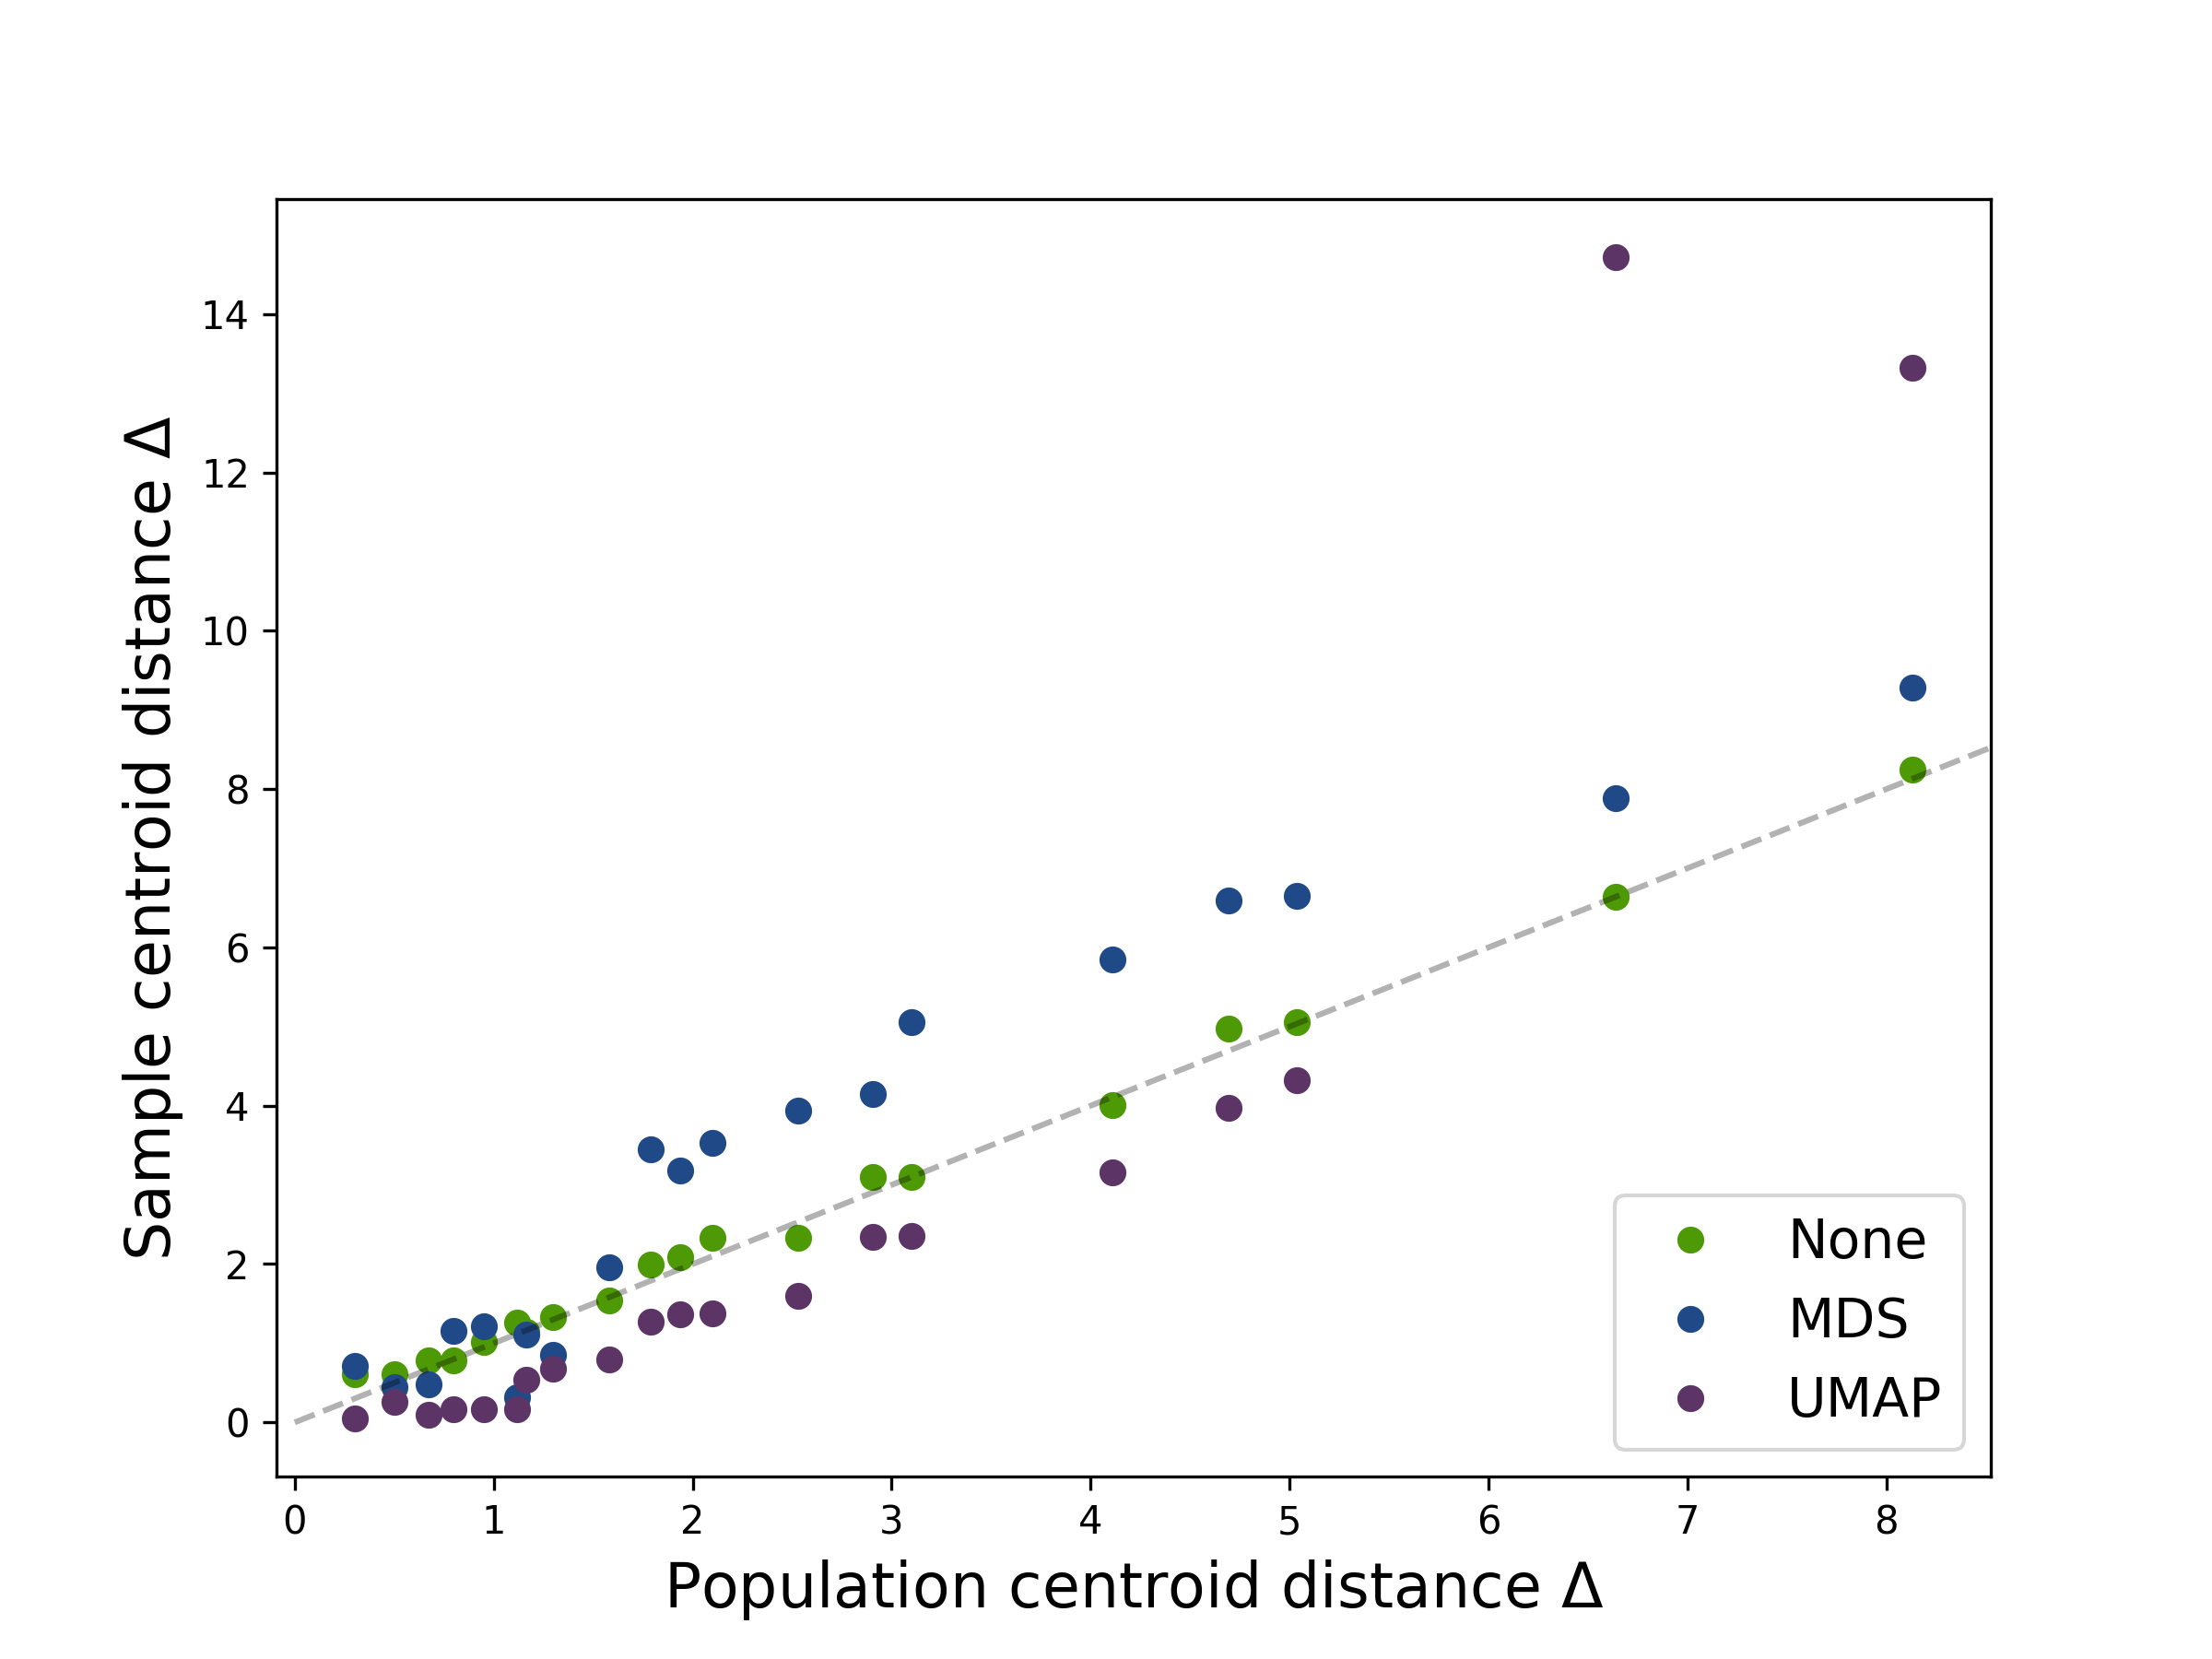 Sample centroid distance Δ
14
12
10
8
6
4
2
0
0 1 2 3 4 5 6 7 8
Population centroid distance Δ
None
MDS
UMAP